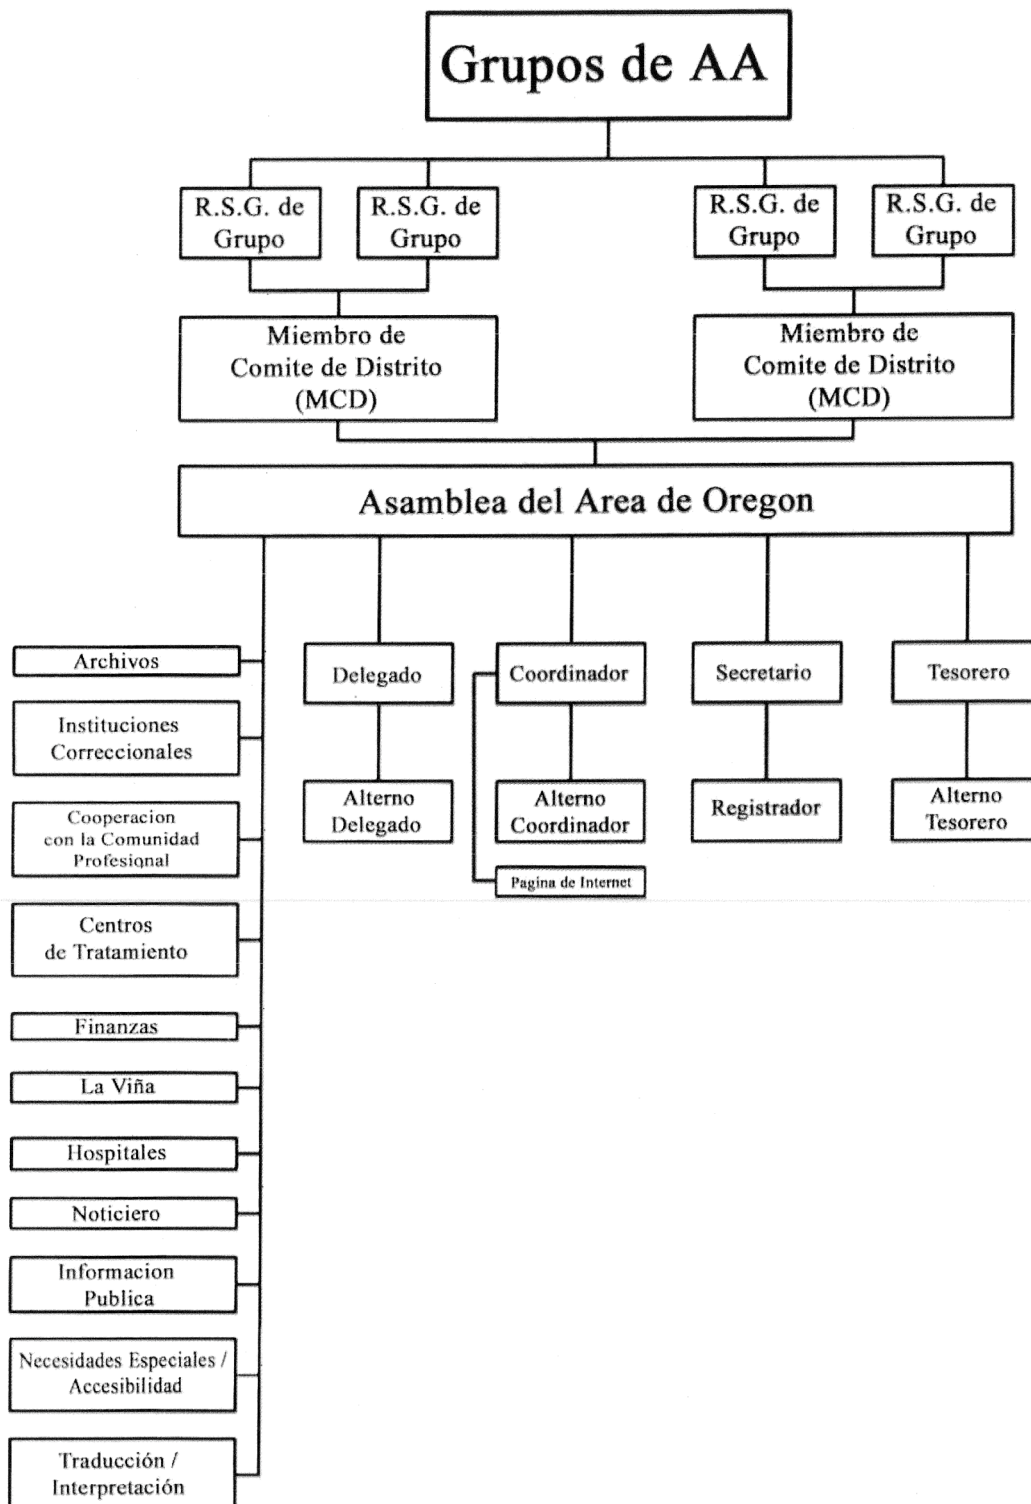 Grupos de AA
R.S.G. de
Grupo
R.S.G. de
Grupo
R.S.G. de
Grupo
R.S.G. de
Grupo
Miembro de
Comite de Distrito
(MCD)
Miembro de
Comite de Distrito
(MCD)
Asamblea del Area de Oregon
Archivos
Instituciones
Correccionales
Cooperacion
con la Comunidad
Profesional
Centros
de Tratamiento
Finanzas
La Viña
Hospitales
Noticiero
Informacion
Publica
Necesidades Especiales /
Accesibilidad
Traducción /
Interpretación
Delegado
Alterno
Delegado
Coordinador
Alterno
Coordinador
Pagina de Internet
Secretario
Registrador
Tesorero
Alterno
Tesorero